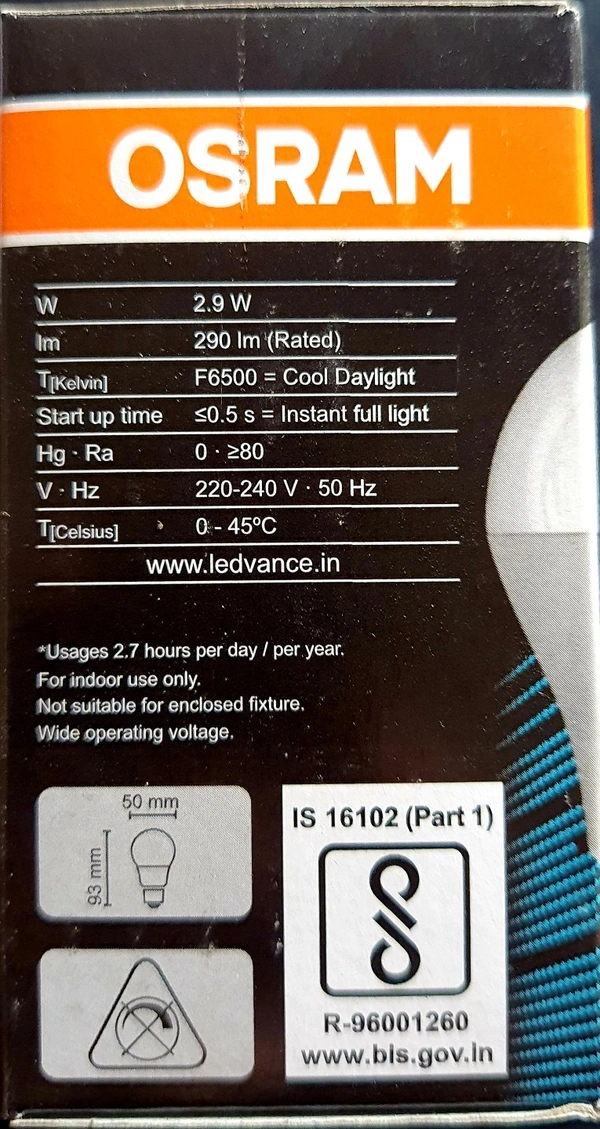 OSRAM
W 2.9 W
lm 290 lm (Rated)
T[Kelvin] F6500 = Cool Daylight
Start up time ≤0.5 s = Instant full light
Hg · Ra 0 · ≥80
V · Hz 220-240 V · 50 Hz
T[Celsius] 0 - 45ºC
www.ledvance.in
*Usages 2.7 hours per day / per year.
For indoor use only.
Not suitable for enclosed fixture.
Wide operating voltage.
50 mm
93 mm
IS 16102 (Part 1)
R-96001260
www.bis.gov.in